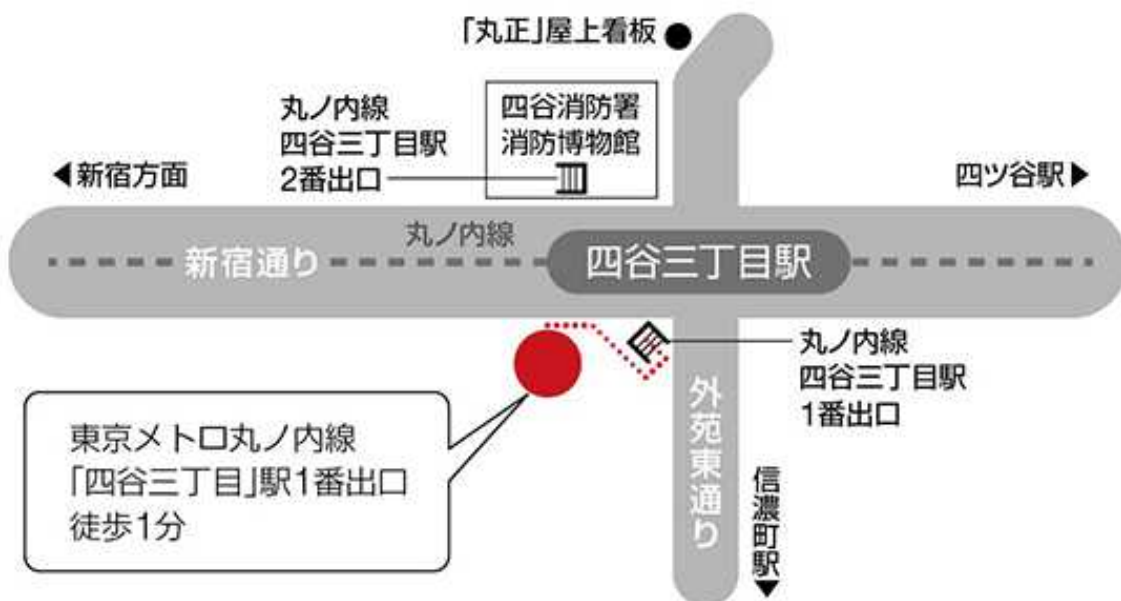 「丸正」屋上看板
丸ノ内線
四谷三丁目駅
2番出口
四谷消防署
消防博物館
◀新宿方面
四ツ谷駅▶
丸ノ内線
新宿通り
四谷三丁目駅
丸ノ内線
四谷三丁目駅
1番出口
外苑東通り
信濃町駅▼
東京メトロ丸ノ内線
「四谷三丁目」駅1番出口
徒歩1分